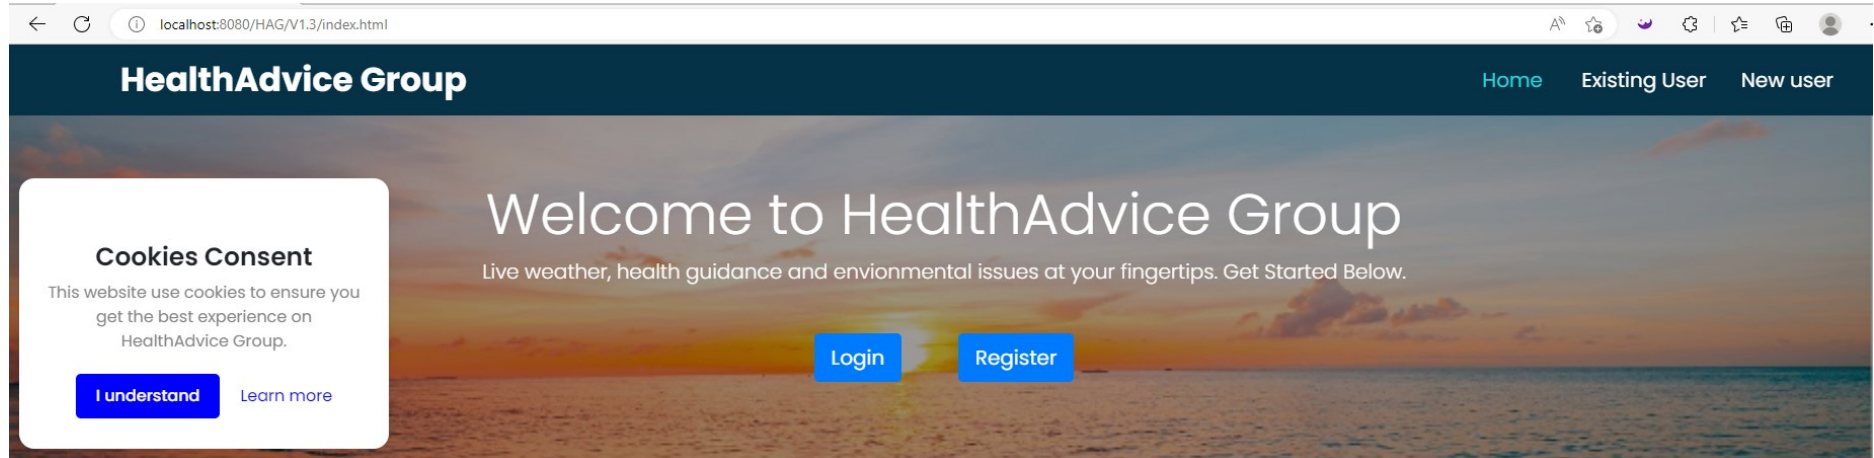 localhost:8080/HAG/V1.3/index.html
HealthAdvice Group
Home Existing User New user
Welcome to HealthAdvice Group
Live weather, health guidance and envionmental issues at your fingertips. Get Started Below.
Login Register
Cookies Consent
This website use cookies to ensure you
get the best experience on
HealthAdvice Group.
I understand Learn more